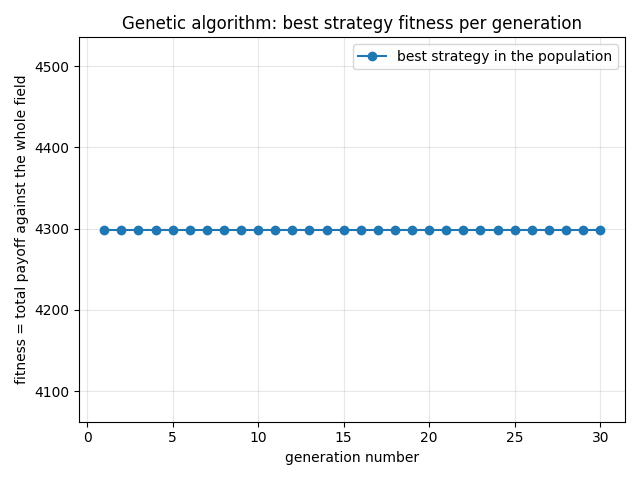 Genetic algorithm: best strategy fitness per generation
best strategy in the population
fitness = total payoff against the whole field
4500
4400
4300
4200
4100
0 5 10 15 20 25 30
generation number